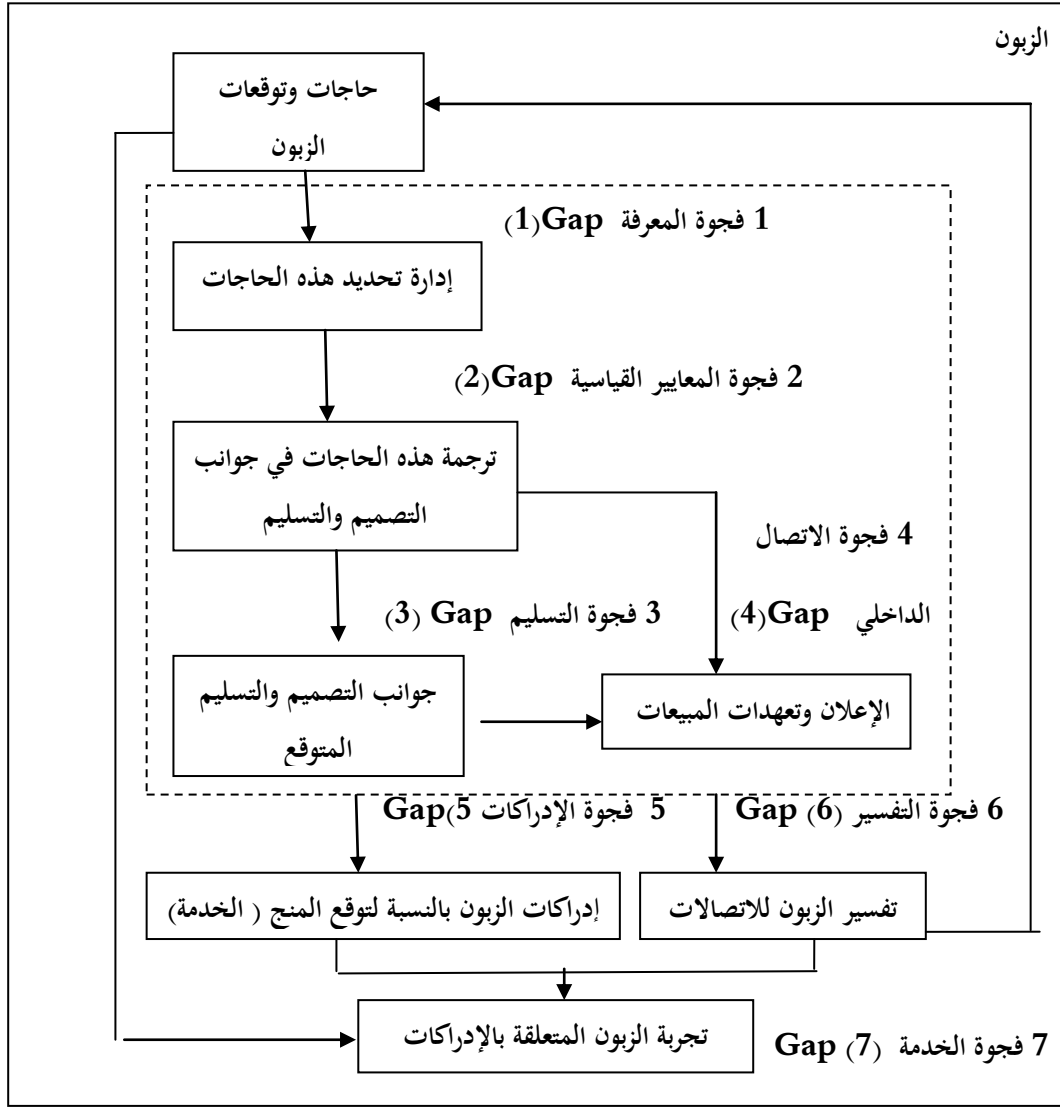 الزبون
حاجات وتوقعات
الزبون
1 فجوة المعرفة Gap(1)
إدارة تحديد هذه الحاجات
2 فجوة المعايير القياسية Gap(2)
ترجمة هذه الحاجات في جوانب
التصميم والتسليم
4 فجوة الاتصال
الداخلي Gap(4)
3 فجوة التسليم Gap (3)
جوانب التصميم والتسليم
المتوقع
الإعلان وتعهدات المبيعات
5 فجوة الإدراكات Gap(5
6 فجوة التفسير Gap (6)
إدراكات الزبون بالنسبة لتوقع المنج ( الخدمة)
تفسير الزبون للاتصالات
تجربة الزبون المتعلقة بالإدراكات
7 فجوة الخدمة Gap (7)